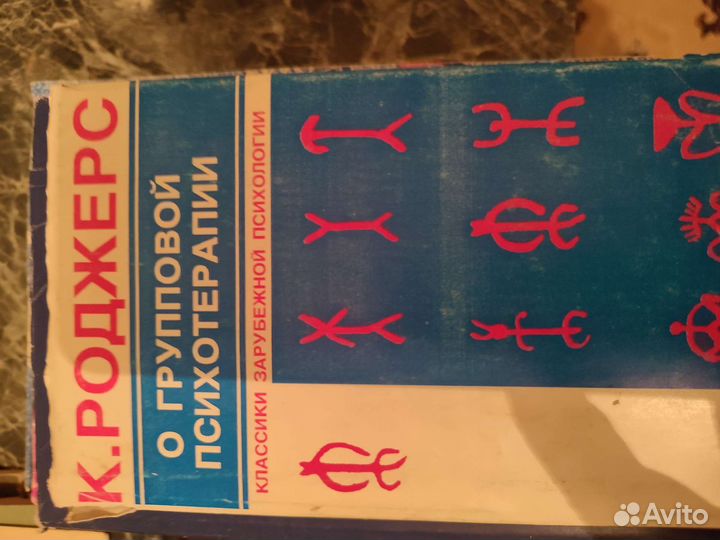 К.РОДЖЕРС
О ГРУППОВОЙ
ПСИХОТЕРАПИИ
КЛАССИКИ ЗАРУБЕЖНОЙ ПСИХОЛОГИИ
Avito